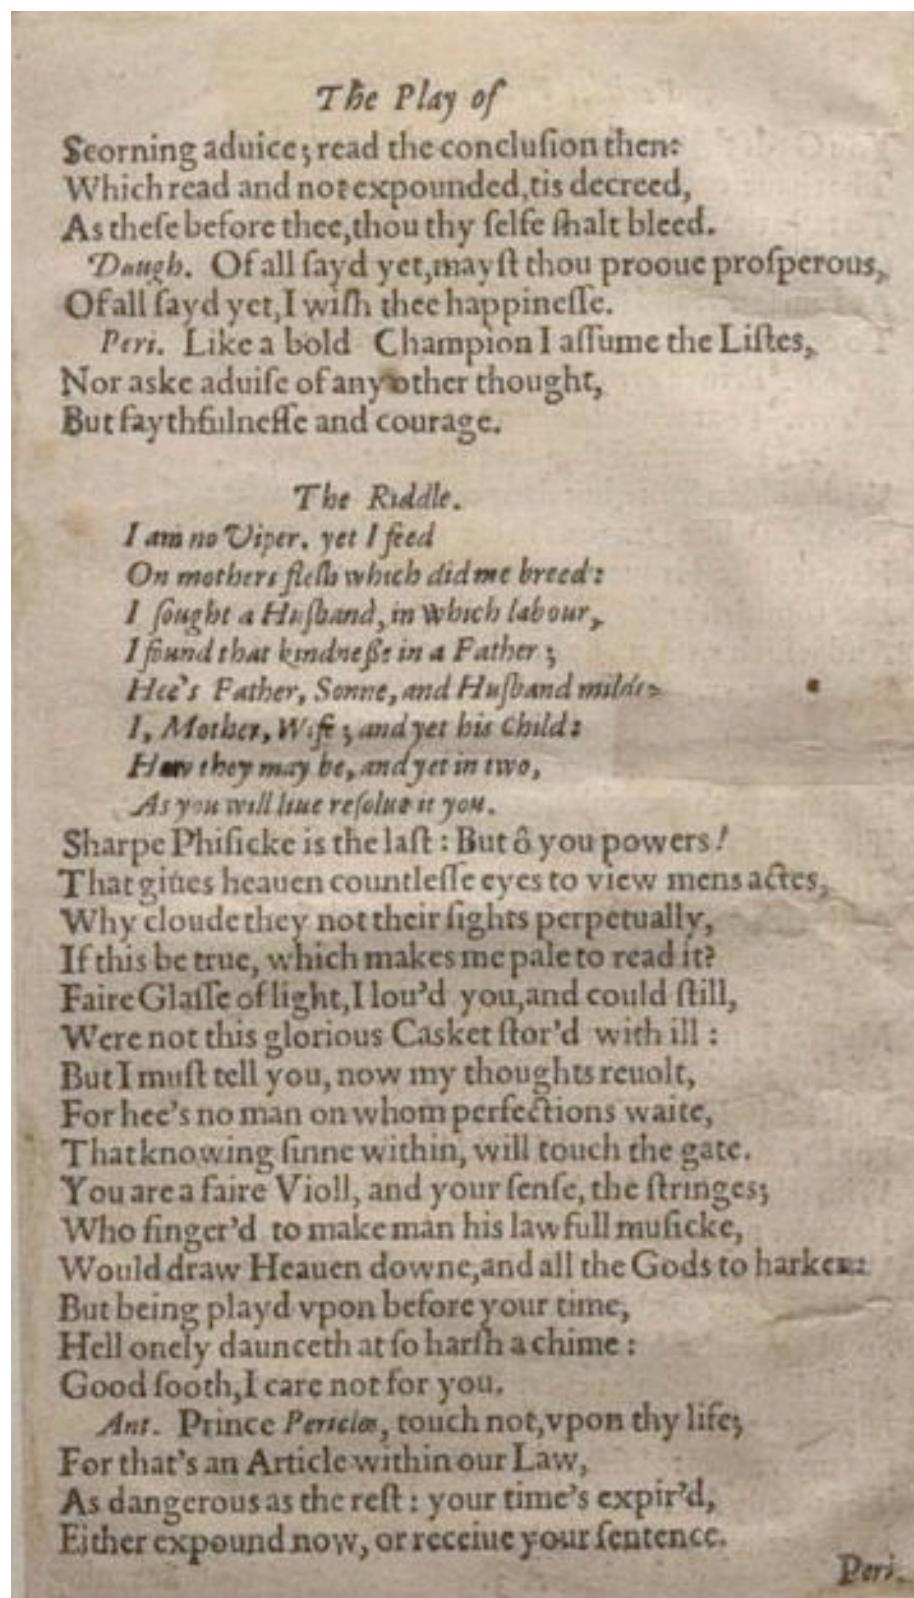 The Play of
Scorning aduice; read the conclusion then:
Which read and not expounded, tis decreed,
As these before thee, thou thy selfe shalt bleed.
Daugh. Of all sayd yet, mayst thou prooue prosperous,
Of all sayd yet, I wish thee happinesse.
Peri. Like a bold Champion I assume the Listes,
Nor aske aduise of any other thought,
But faythfulnesse and courage.
The Riddle.
I am no Viper, yet I feed
On mothers flesh which did me breed:
I sought a Husband, in which labour,
I found that kindnesse in a Father;
Hee's Father, Sonne, and Husband milde:
I, Mother, Wife; and yet his Child:
How they may be, and yet in two,
As you will liue resolue it you.
Sharpe Phisicke is the last: But ô you powers!
That giues heauen countlesse eyes to view mens actes,
Why cloude they not their sights perpetually,
If this be true, which makes me pale to read it?
Faire Glasse of light, I lou'd you, and could still,
Were not this glorious Casket stor'd with ill:
But I must tell you, now my thoughts reuolt,
For hee's no man on whom perfections waite,
That knowing sinne within, will touch the gate.
You are a faire Violl, and your sense, the stringes;
Who finger'd to make man his lawfull musicke,
Would draw Heauen downe, and all the Gods to harken:
But being playd vpon before your time,
Hell onely daunceth at so harsh a chime:
Good sooth, I care not for you.
Ant. Prince Pericles, touch not, vpon thy life;
For that's an Article within our Law,
As dangerous as the rest: your time's expir'd,
Either expound now, or receiue your sentence.
Peri.